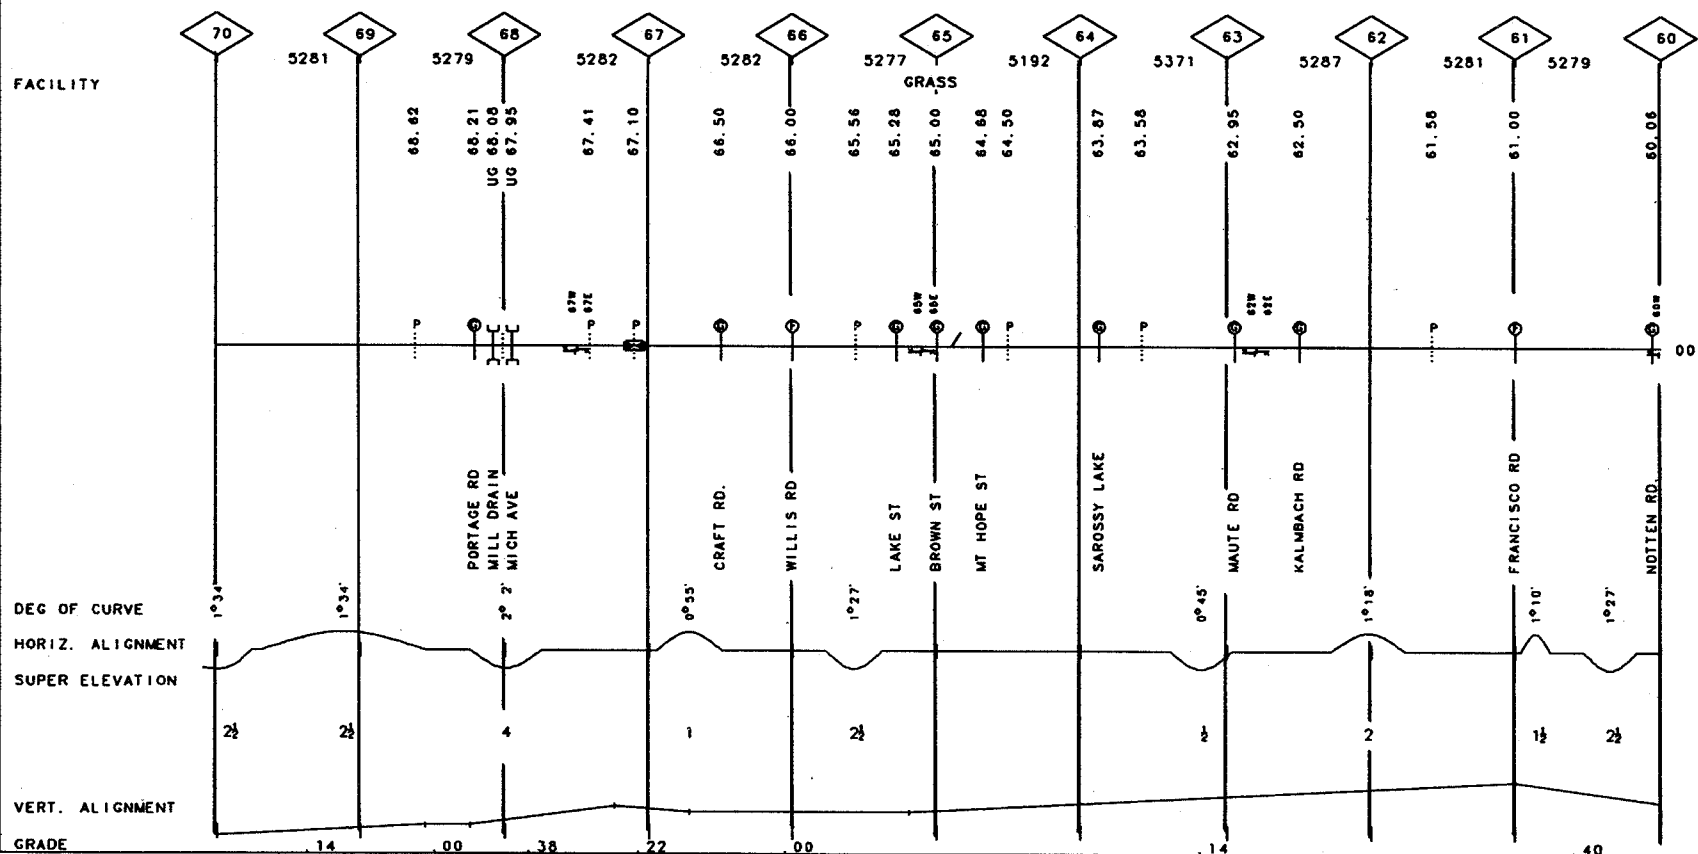 70 69 68 67 66 65 64 63 62 61 60
5281 5279 5282 5282 5277 5192 5371 5287 5281 5279
FACILITY
GRASS
68.62
68.21
UG 68.08
UG 67.95
67.41
67.10
66.50
66.00
65.56
65.28
65.00
64.68
64.50
63.87
63.58
62.95
62.50
61.58
61.00
60.06
67W
67E
65W
65E
62W
62E
60W
P G P P G F P G G G P G P G G P F G
00
PORTAGE RD
MILL DRAIN
MICH AVE
CRAFT RD.
WILLIS RD
LAKE ST
BROWN ST
MT HOPE ST
SAROSSY LAKE
MAUTE RD
KALMBACH RD
FRANCISCO RD
NOTTEN RD.
DEG OF CURVE
1°34' 1°34' 2° 2' 0°55' 1°27' 0°45' 1°18' 1°10' 1°27'
HORIZ. ALIGNMENT
SUPER ELEVATION
2½ 2½ 4 1 2½ ½ 2 1½ 2½
VERT. ALIGNMENT
GRADE .14 .00 .38 .22 .00 .14 .40